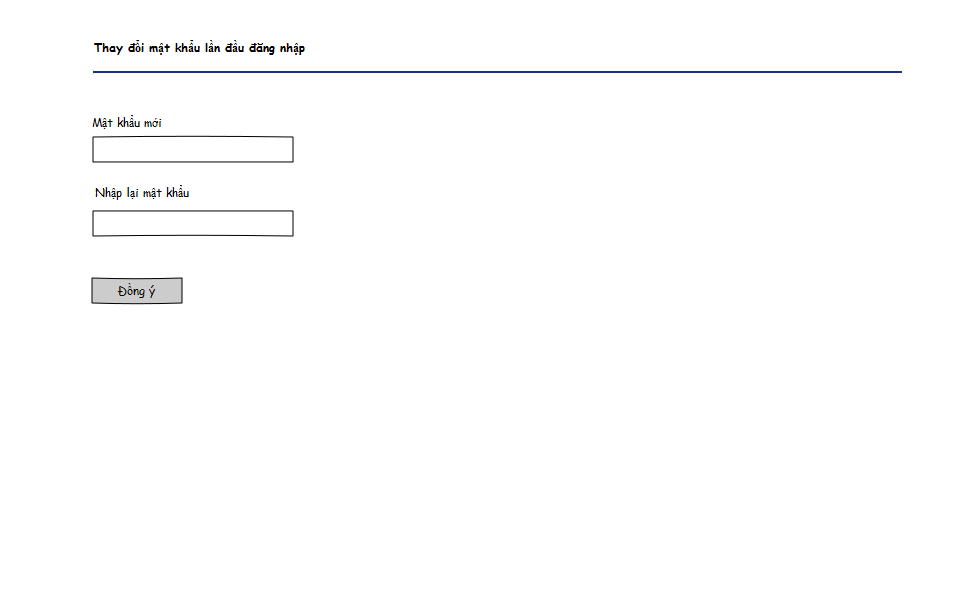 Thay đổi mật khẩu lần đầu đăng nhập
Mật khẩu mới
Nhập lại mật khẩu
Đồng ý